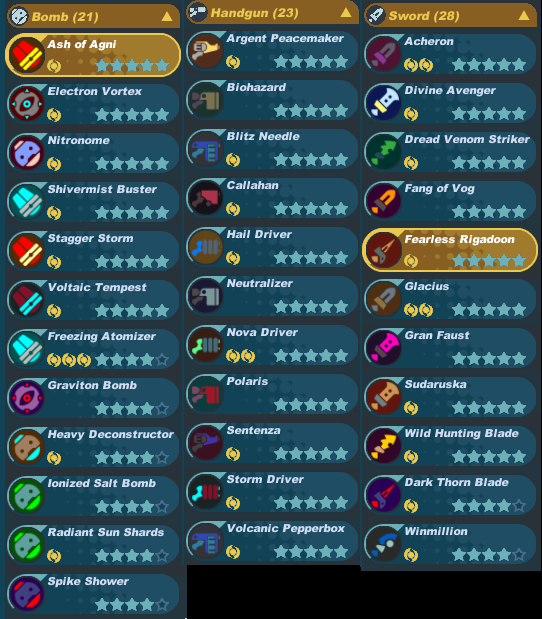 Bomb (21)
Ash of Agni
Electron Vortex
Nitronome
Shivermist Buster
Stagger Storm
Voltaic Tempest
Freezing Atomizer
Graviton Bomb
Heavy Deconstructor
Ionized Salt Bomb
Radiant Sun Shards
Spike Shower
Handgun (23)
Argent Peacemaker
Biohazard
Blitz Needle
Callahan
Hail Driver
Neutralizer
Nova Driver
Polaris
Sentenza
Storm Driver
Volcanic Pepperbox
Sword (28)
Acheron
Divine Avenger
Dread Venom Striker
Fang of Vog
Fearless Rigadoon
Glacius
Gran Faust
Sudaruska
Wild Hunting Blade
Dark Thorn Blade
Winmillion